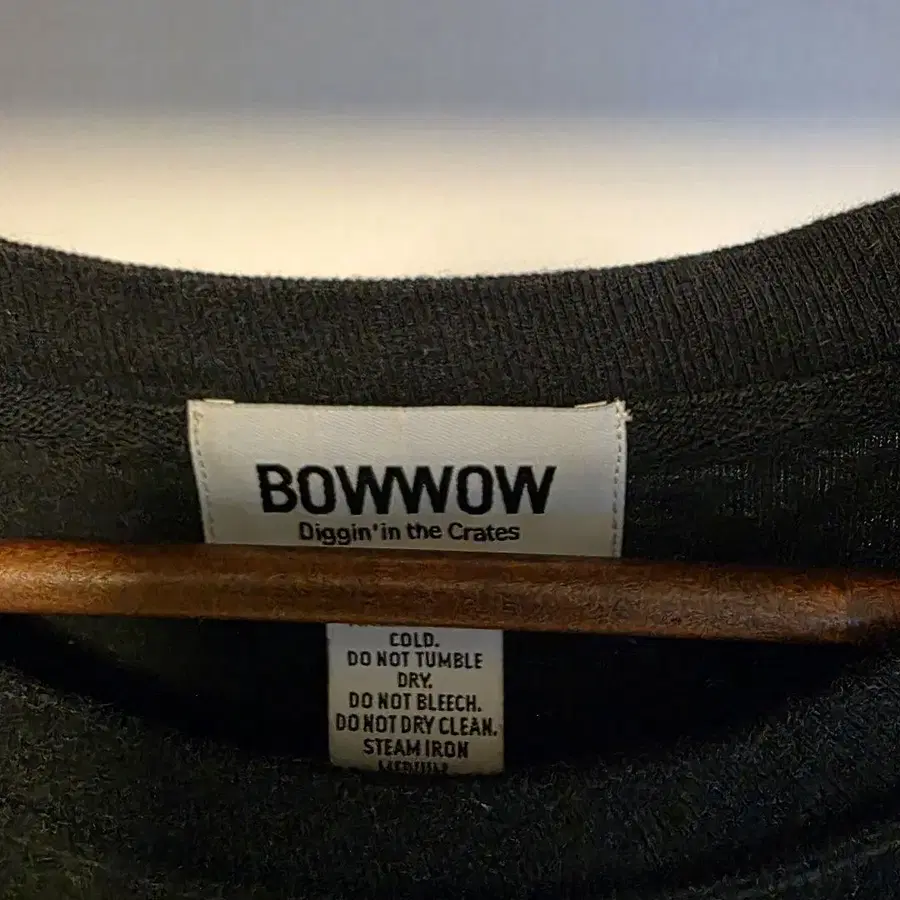 BOWWOW
Diggin' in the Crates
COLD.
DO NOT TUMBLE
DRY.
DO NOT BLEECH.
DO NOT DRY CLEAN.
STEAM IRON
MEDIUM